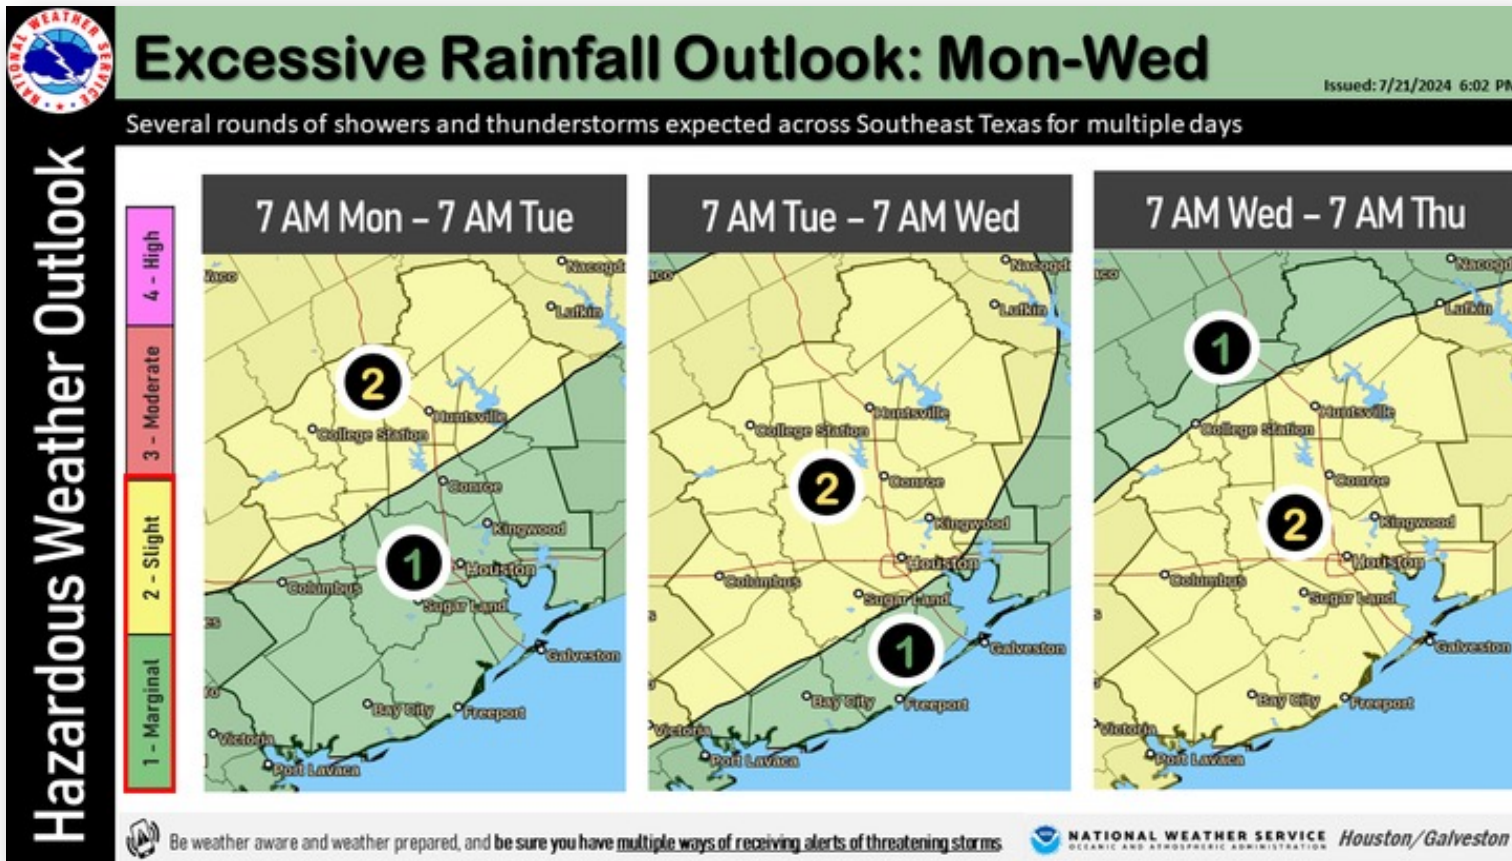 NATIONAL WEATHER SERVICE
Excessive Rainfall Outlook: Mon-Wed
Issued: 7/21/2024 6:02 PM
Several rounds of showers and thunderstorms expected across Southeast Texas for multiple days
Hazardous Weather Outlook
4 - High
3 - Moderate
2 - Slight
1 - Marginal
7 AM Mon – 7 AM Tue
Lufkin
2
Huntsville
College Station
Conroe
Kingwood
1
Houston
Columbus
Sugar Land
Galveston
Bay City
Freeport
Victoria
Port Lavaca
7 AM Tue – 7 AM Wed
Lufkin
Huntsville
College Station
2
Conroe
Kingwood
Houston
Columbus
Sugar Land
1
Galveston
Bay City
Freeport
Victoria
Port Lavaca
7 AM Wed – 7 AM Thu
Lufkin
1
Huntsville
College Station
Conroe
2
Kingwood
Houston
Columbus
Sugar Land
Galveston
Bay City
Freeport
Victoria
Port Lavaca
Be weather aware and weather prepared, and be sure you have multiple ways of receiving alerts of threatening storms
NATIONAL WEATHER SERVICE
OCEANIC AND ATMOSPHERIC ADMINISTRATION
Houston/Galveston